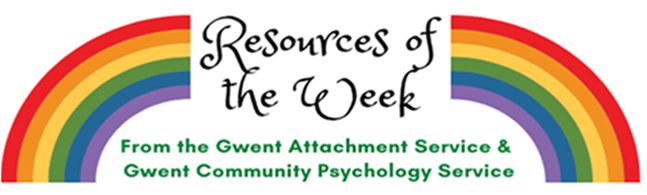 Resources of
the Week
From the Gwent Attachment Service &
Gwent Community Psychology Service